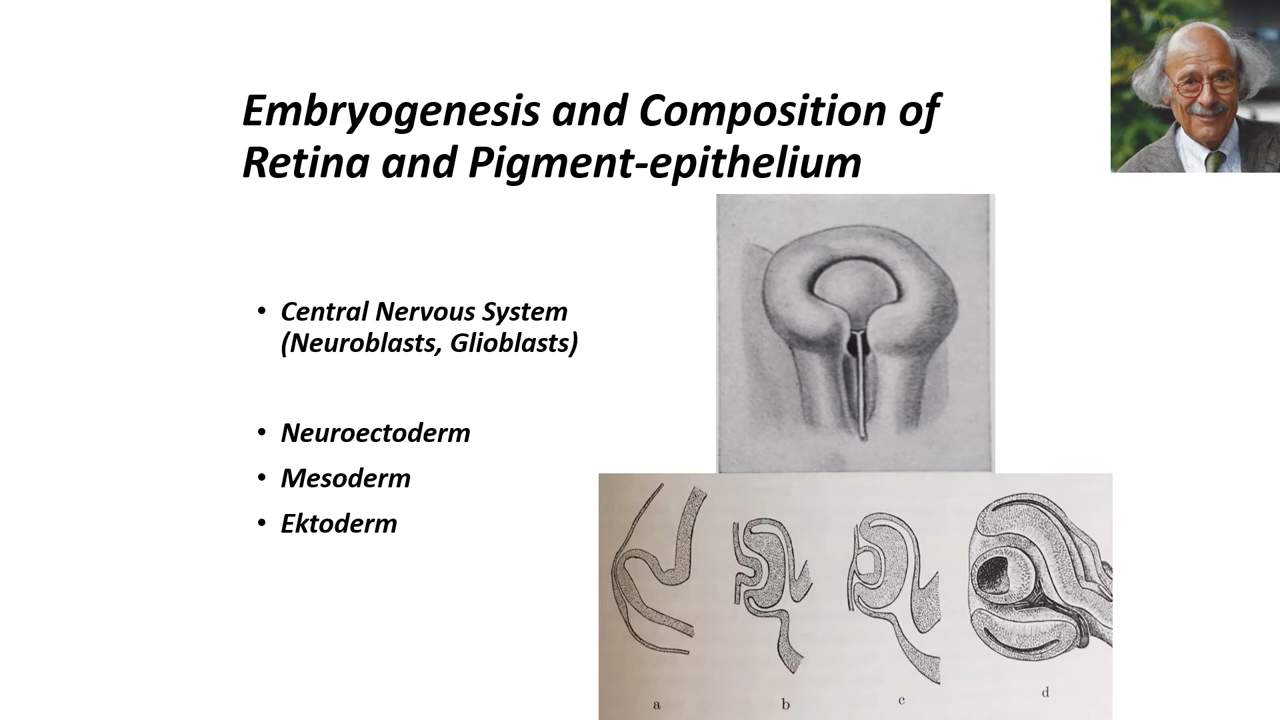 Embryogenesis and Composition of
Retina and Pigment-epithelium
• Central Nervous System
(Neuroblasts, Glioblasts)
• Neuroectoderm
• Mesoderm
• Ektoderm
a b c d